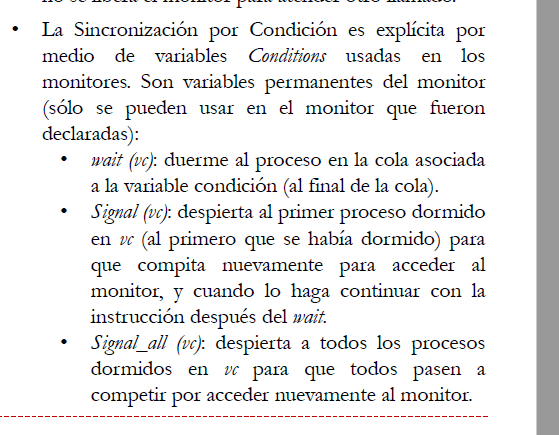 no se libera el monitor para atender otro llamado.
• La Sincronización por Condición es explícita por
medio de variables Conditions usadas en los
monitores. Son variables permanentes del monitor
(sólo se pueden usar en el monitor que fueron
declaradas):
• wait (vc): duerme al proceso en la cola asociada
a la variable condición (al final de la cola).
• Signal (vc): despierta al primer proceso dormido
en vc (al primero que se había dormido) para
que compita nuevamente para acceder al
monitor, y cuando lo haga continuar con la
instrucción después del wait.
• Signal_all (vc): despierta a todos los procesos
dormidos en vc para que todos pasen a
competir por acceder nuevamente al monitor.